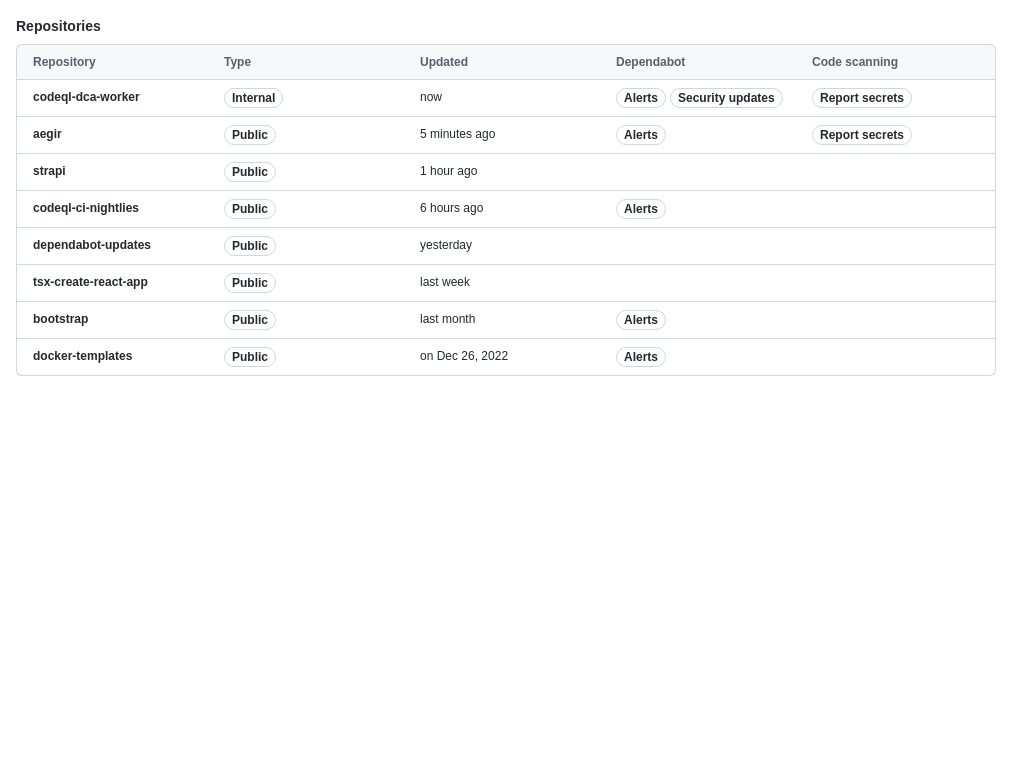 Repositories
Repository Type Updated Dependabot Code scanning
codeql-dca-worker Internal now Alerts Security updates Report secrets
aegir Public 5 minutes ago Alerts Report secrets
strapi Public 1 hour ago
codeql-ci-nightlies Public 6 hours ago Alerts
dependabot-updates Public yesterday
tsx-create-react-app Public last week
bootstrap Public last month Alerts
docker-templates Public on Dec 26, 2022 Alerts